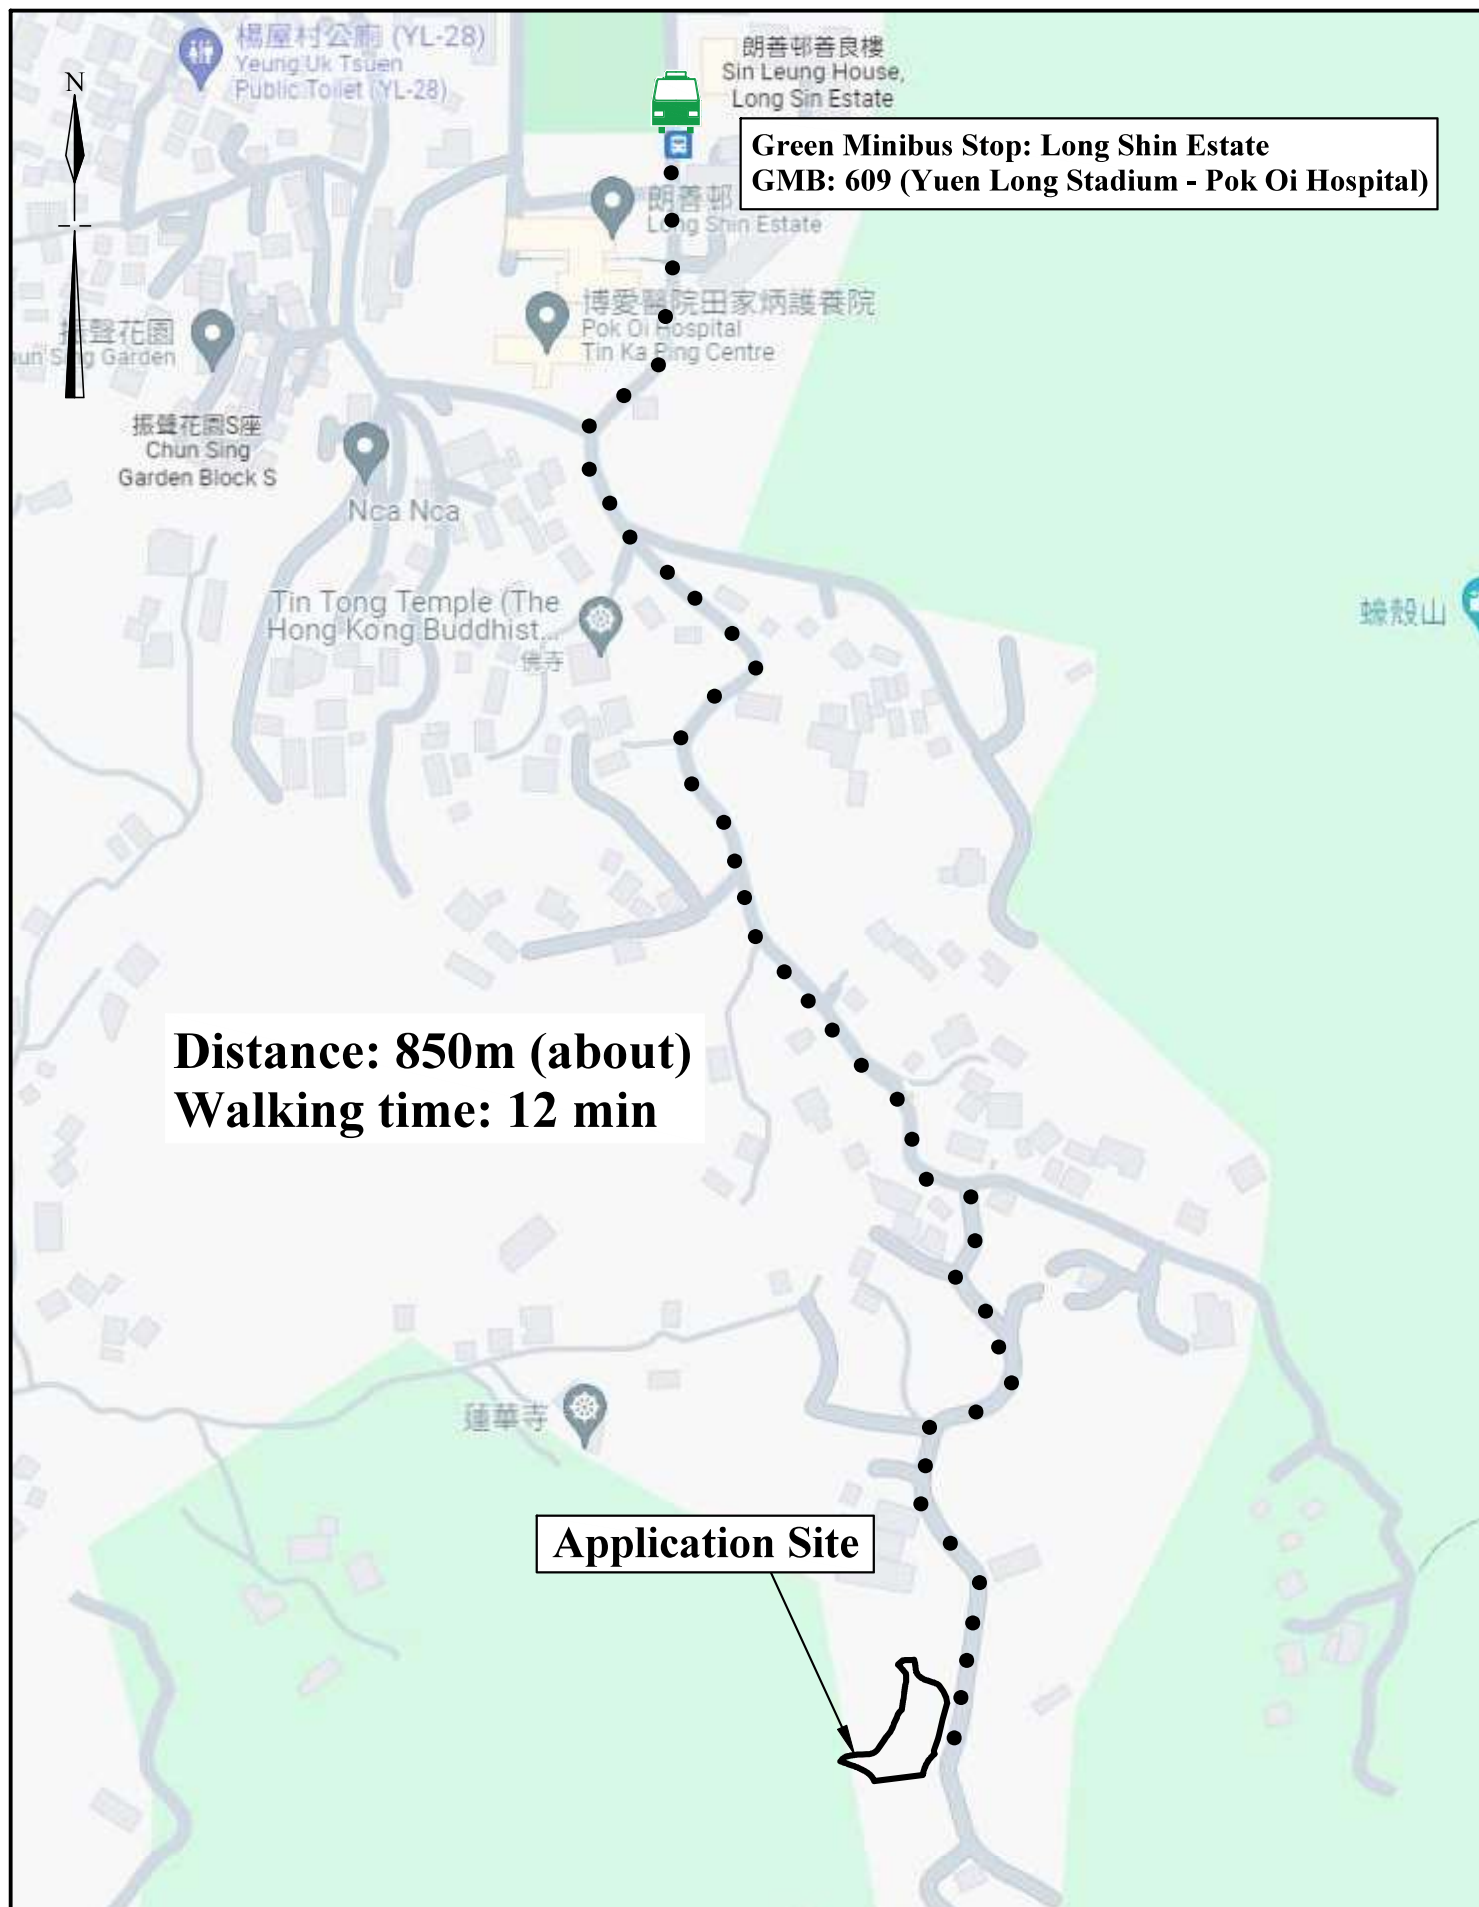 楊屋村公廁 (YL-28)
Yeung Uk Tsuen
Public Toilet (YL-28)
N
朗善邨善良樓
Sin Leung House,
Long Sin Estate
Green Minibus Stop: Long Shin Estate
GMB: 609 (Yuen Long Stadium - Pok Oi Hospital)
朗善邨
Long Shin Estate
博愛醫院田家炳護養院
Pok Oi Hospital
Tin Ka Ping Centre
振聲花園
Sing Garden
振聲花園S座
Chun Sing
Garden Block S
Nca Nca
Tin Tong Temple (The
Hong Kong Buddhist...
佛寺
蠔殼山
Distance: 850m (about)
Walking time: 12 min
蓮華寺
Application Site